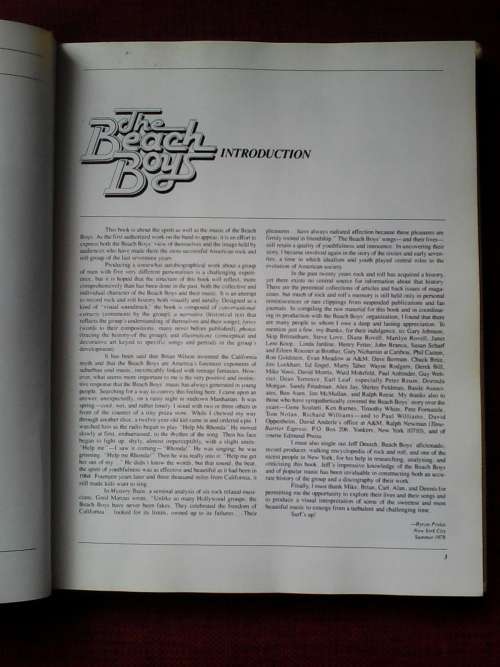 The
Beach
Boys
INTRODUCTION
This book is about the spirit as well as the music of the Beach
Boys. As the first authorized work on the band to appear, it is an effort to
express both the Beach Boys' view of themselves and the image held by
audiences who have made them the most successful American rock and
roll group of the last seventeen years.
Producing a somewhat autobiographical work about a group
of men with five very different personalities is a challenging experi-
ence, but it is hoped that the structure of this book will reflect, more
comprehensively than has been done in the past, both the collective and
individual character of the Beach Boys and their music. It is an attempt
to record rock and roll history both visually and aurally. Designed as a
kind of "visual soundtrack," the book is composed of conversational
extracts (comments by the group); a narrative (historical text that
reflects the group's understanding of themselves and their songs); lyrics
(words to their compositions, many never before published); photos
(tracing the history of the group); and illustrations (conceptual and
decorative art keyed to specific songs and periods in the group's
development).
It has been said that Brian Wilson invented the California
myth and that the Beach Boys are America's foremost exponents of
suburban soul music, inextricably linked with teenage fantasies. How-
ever, what seems more important to me is the very positive and instinc-
tive response that the Beach Boys' music has always generated in young
people. Searching for a way to convey this feeling here, I came upon an
answer, unexpectedly, on a rainy night in midtown Manhattan. It was
spring—cool, wet, and rather lonely. I stood with two or three others in
front of the counter of a tiny pizza stow. While I chewed my way
through another slice, a twelve-year-old kid came in and ordered a pie. I
watched him as the radio began to play "Help Me Rhonda." He moved
slowly at first, embarrassed, to the rhythm of the song. Then his face
began to light up, shyly, almost imperceptibly, with a slight smile.
"Help me"—I saw it coming—"Rhonda." He was singing, he was
grinning. "Help me Rhonda." Then he was really into it. "Help me get
her out of my..." He didn't know the words, but that sound, the beat,
the spirit of youthfulness was as effective and beautiful as it had been in
1964. Fourteen years later and three thousand miles from California, it
still made kids want to sing.
In Mystery Train, a seminal analysis of six rock related musi-
cians, Greil Marcus wrote, "Unlike so many Hollywood groups, the
Beach Boys have never been fakes. They celebrated the freedom of
California... looked for its limits, owned up to its failures... Their
pleasures... have always radiated affection because those pleasures are
firmly rooted in friendship." The Beach Boys' songs—and their lives—
still retain a quality of youthfulness and innocence. In uncovering their
story, I became involved again in the story of the sixties and early seven-
ties, a time in which idealism and youth played central roles in the
evolution of American society.
In the past twenty years rock and roll has acquired a history,
yet there exists no central source for information about that history.
There are the personal collections of articles and back issues of maga-
zines, but much of rock and roll's memory is still held only in personal
reminiscences or rare clippings from suspended publications and fan
journals. In compiling the raw material for this book and in coordinat-
ing its production with the Beach Boys' organization, I found that there
are many people to whom I owe a deep and lasting appreciation. To
mention just a few, my thanks, for their indulgence, to: Gary Johnson,
Skip Brittenham, Steve Love, Diane Rovell, Marilyn Rovell, Janet
Lent Koop, Linda Jardine, Henry Fetter, John Branca, Susan Scharf
and Eileen Roscoer at Brother; Gary Nichamin at Caribou; Phil Cuzzin,
Ron Goldstein, Evan Medow at A&M; Dave Berman, Chuck Britz,
Jim Lockhart, Ed Engel, Marty Taber, Wayne Rodgers, Derek Bill,
Mike Vosse, David Morris, Ward Mohrfeld, Paul Anbinder, Gwyn Metz,
Dean Torrence, Earl Leaf, especially Peter Reum, Dorinda
Morgan, Sandy Friedman, Alex Jay, Shirley Feldman, Bessie Aramis-
ian, Ben Asen, Jim McMullan, and Ralph Reese. My thanks also to
those who have sympathetically covered the Beach Boys' story over the
years—Gene Sculatti, Ken Barnes, Timothy White, Pete Fornatale,
Tom Nolan, Richard Williams—and to Paul Williams, David
Oppenheim, David Anderle's office at A&M, Ralph Newman (Time-
Barrier Express, P.O. Box 206, Yonkers, New York 10710), and of
course Edmund Preiss.
I must also single out Jeff Deutch, Beach Boys' aficionado,
record producer, walking encyclopedia of rock and roll, and one of the
nicest people in New York, for his help in researching, analysing, and
criticising this book. Jeff's impressive knowledge of the Beach Boys
and of popular music has been invaluable in constructing both an accu-
rate history of the group and a discography of their work.
Finally, I must thank Mike, Brian, Carl, Alan, and Dennis for
permitting me the opportunity to explore their lives and their songs and
to produce a visual interpretation of some of the sweetest and most
beautiful music to emerge from a turbulent and challenging time.
Surf's up!
—Byron Preiss
New York City
Summer 1978
3